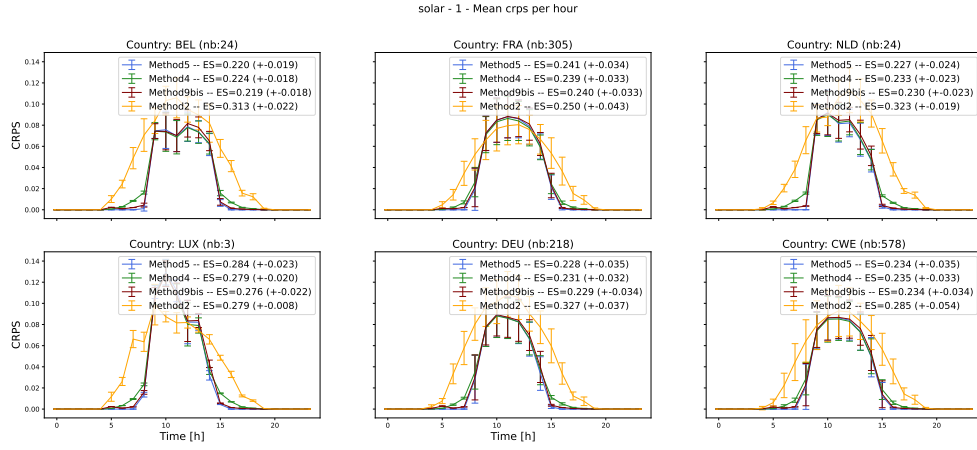 solar - 1 - Mean crps per hour
Country: BEL (nb:24)
Method5 -- ES=0.220 (+-0.019)
Method4 -- ES=0.224 (+-0.018)
Method9bis -- ES=0.219 (+-0.018)
Method2 -- ES=0.313 (+-0.022)
CRPS
0.14
0.12
0.10
0.08
0.06
0.04
0.02
0.00
Country: FRA (nb:305)
Method5 -- ES=0.241 (+-0.034)
Method4 -- ES=0.239 (+-0.033)
Method9bis -- ES=0.240 (+-0.033)
Method2 -- ES=0.250 (+-0.043)
Country: NLD (nb:24)
Method5 -- ES=0.227 (+-0.024)
Method4 -- ES=0.233 (+-0.023)
Method9bis -- ES=0.230 (+-0.023)
Method2 -- ES=0.323 (+-0.019)
Country: LUX (nb:3)
Method5 -- ES=0.284 (+-0.023)
Method4 -- ES=0.279 (+-0.020)
Method9bis -- ES=0.276 (+-0.022)
Method2 -- ES=0.279 (+-0.008)
CRPS
0.14
0.12
0.10
0.08
0.06
0.04
0.02
0.00
0 10 20
Time [h]
Country: DEU (nb:218)
Method5 -- ES=0.228 (+-0.035)
Method4 -- ES=0.231 (+-0.032)
Method9bis -- ES=0.229 (+-0.034)
Method2 -- ES=0.327 (+-0.037)
0 10 20
Time [h]
Country: CWE (nb:578)
Method5 -- ES=0.234 (+-0.035)
Method4 -- ES=0.235 (+-0.033)
Method9bis -- ES=0.234 (+-0.034)
Method2 -- ES=0.285 (+-0.054)
0 10 20
Time [h]